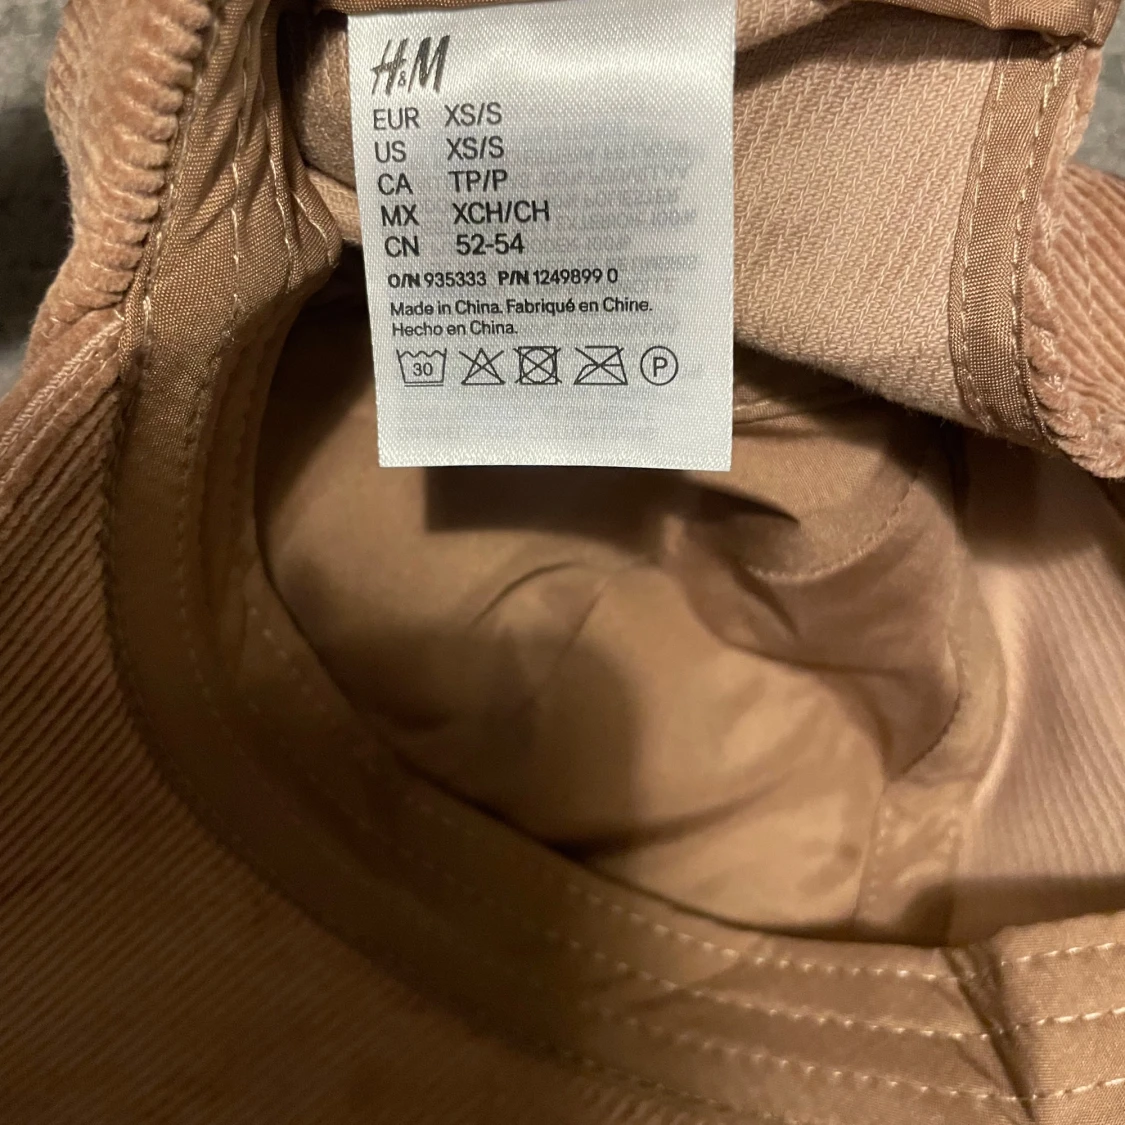 H&M
EUR XS/S
US XS/S
CA TP/P
MX XCH/CH
CN 52-54
O/N 935333 P/N 1249899 0
Made in China. Fabriqué en Chine.
Hecho en China.
30
P